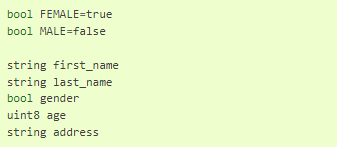 bool FEMALE=true
bool MALE=false
string first_name
string last_name
bool gender
uint8 age
string address